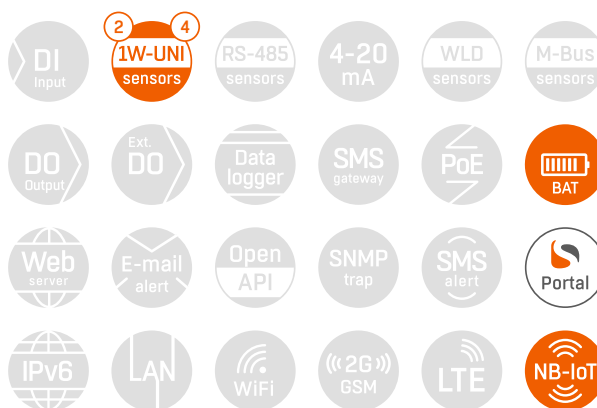 2 4
DI
Input
1W-UNI
sensors
RS-485
sensors
4-20
mA
WLD
sensors
M-Bus
sensors
DO
Output
Ext.
DO
Data
logger
SMS
gateway
PoE
BAT
Web
server
E-mail
alert
Open
API
SNMP
trap
SMS
alert
Portal
IPv6
LAN
WiFi
2G
GSM
LTE
NB-IoT